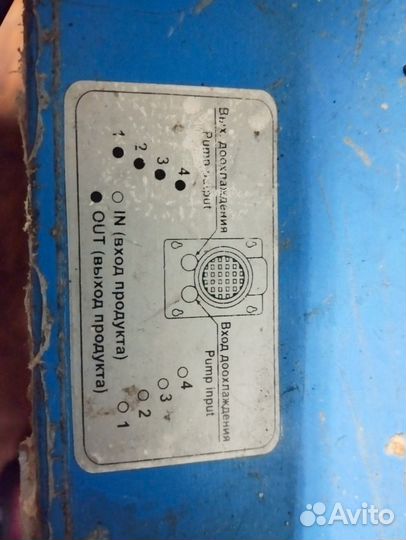 Вых. доохлаждения Вход доохлаждения
Pump output Pump input
4 ● ○ 4
3 ● ○ 3
2 ● ○ 2
1 ● ○ 1
○ IN (вход продукта)
● OUT (выход продукта)
Avito